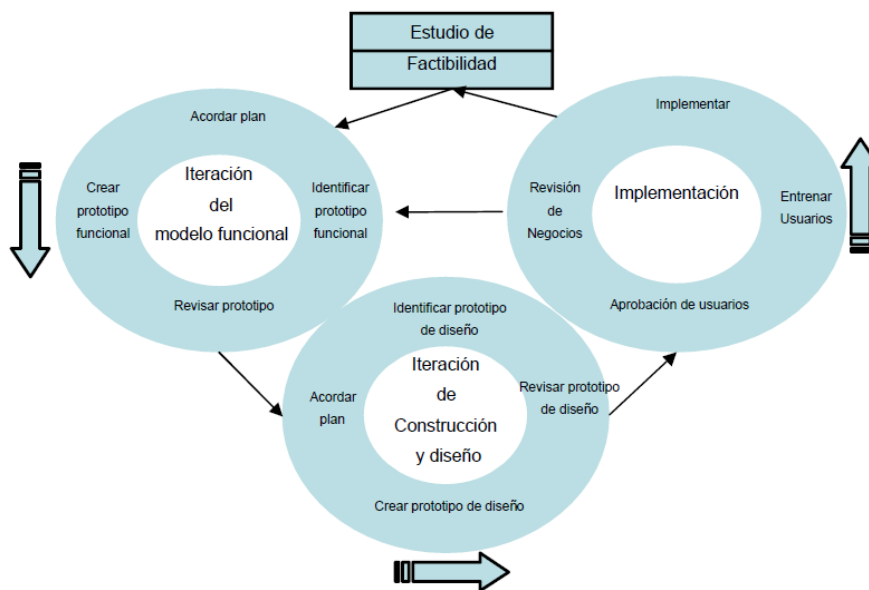 Estudio de
Factibilidad
Acordar plan
Crear
prototipo
funcional
Iteración
del
modelo funcional
Identificar
prototipo
funcional
Revisar prototipo
Implementar
Revisión
de
Negocios
Implementación
Entrenar
Usuarios
Aprobación de usuarios
Identificar prototipo
de diseño
Acordar
plan
Iteración
de
Construcción
y diseño
Revisar prototipo
de diseño
Crear prototipo de diseño